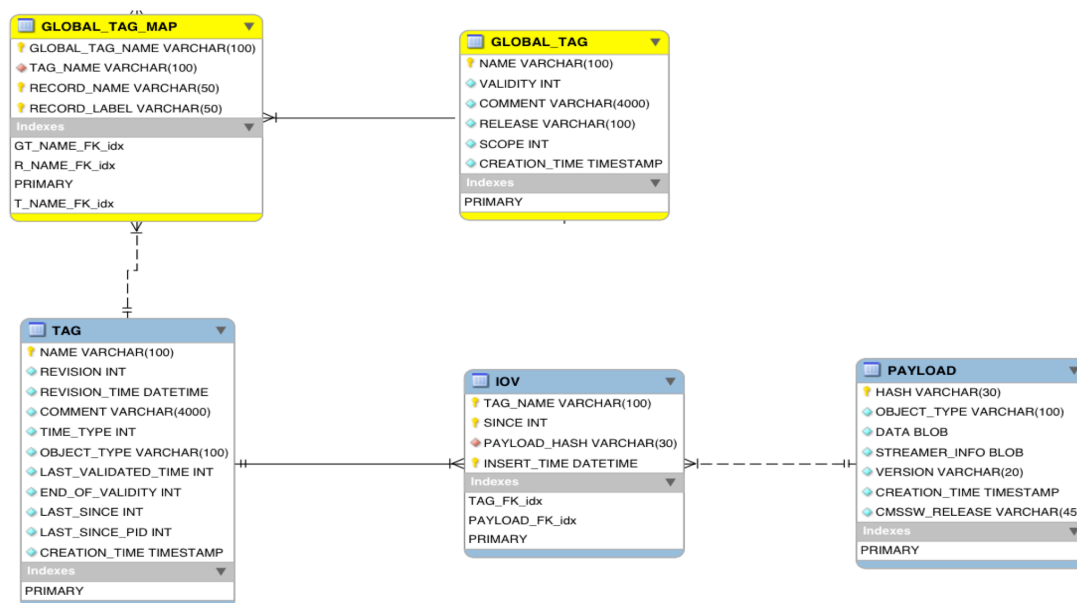 GLOBAL_TAG_MAP
GLOBAL_TAG_NAME VARCHAR(100)
TAG_NAME VARCHAR(100)
RECORD_NAME VARCHAR(50)
RECORD_LABEL VARCHAR(50)
Indexes
GT_NAME_FK_idx
R_NAME_FK_idx
PRIMARY
T_NAME_FK_idx
GLOBAL_TAG
NAME VARCHAR(100)
VALIDITY INT
COMMENT VARCHAR(4000)
RELEASE VARCHAR(100)
SCOPE INT
CREATION_TIME TIMESTAMP
Indexes
PRIMARY
TAG
NAME VARCHAR(100)
REVISION INT
REVISION_TIME DATETIME
COMMENT VARCHAR(4000)
TIME_TYPE INT
OBJECT_TYPE VARCHAR(100)
LAST_VALIDATED_TIME INT
END_OF_VALIDITY INT
LAST_SINCE INT
LAST_SINCE_PID INT
CREATION_TIME TIMESTAMP
Indexes
PRIMARY
IOV
TAG_NAME VARCHAR(100)
SINCE INT
PAYLOAD_HASH VARCHAR(30)
INSERT_TIME DATETIME
Indexes
TAG_FK_idx
PAYLOAD_FK_idx
PRIMARY
PAYLOAD
HASH VARCHAR(30)
OBJECT_TYPE VARCHAR(100)
DATA BLOB
STREAMER_INFO BLOB
VERSION VARCHAR(20)
CREATION_TIME TIMESTAMP
CMSSW_RELEASE VARCHAR(45
Indexes
PRIMARY